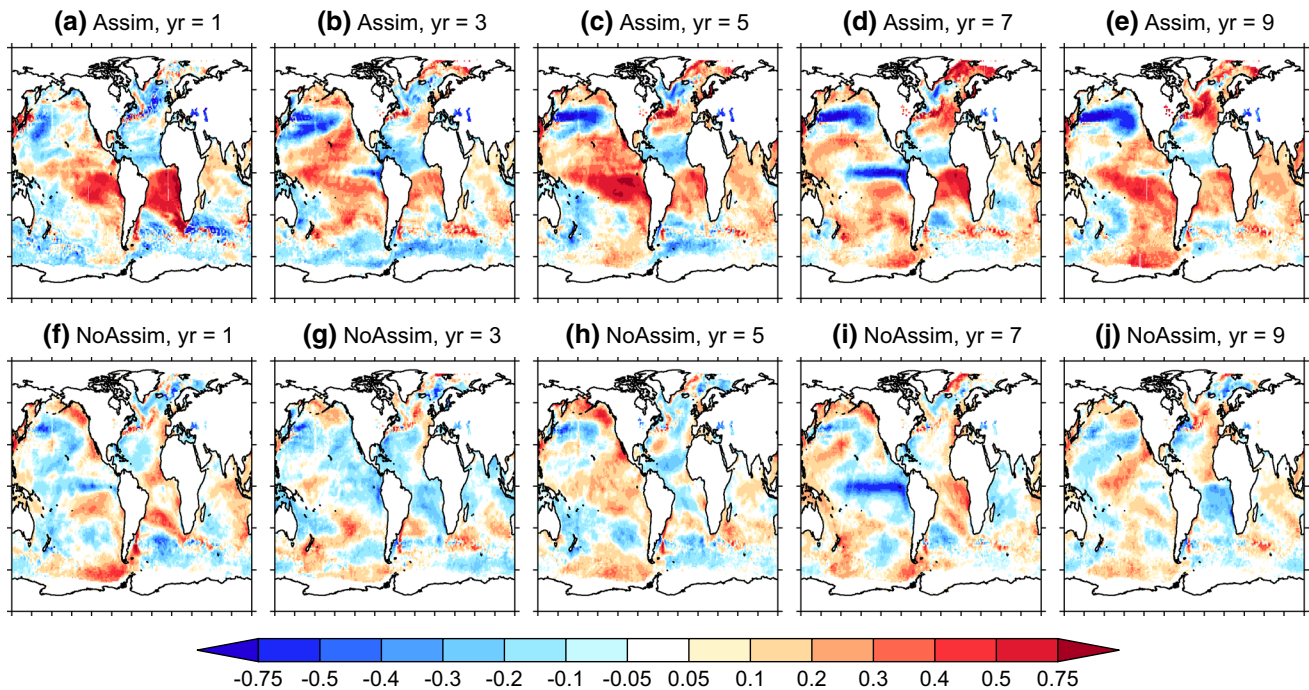 (a) Assim, yr = 1 (b) Assim, yr = 3 (c) Assim, yr = 5 (d) Assim, yr = 7 (e) Assim, yr = 9
(f) NoAssim, yr = 1 (g) NoAssim, yr = 3 (h) NoAssim, yr = 5 (i) NoAssim, yr = 7 (j) NoAssim, yr = 9
-0.75 -0.5 -0.4 -0.3 -0.2 -0.1 -0.05 0.05 0.1 0.2 0.3 0.4 0.5 0.75